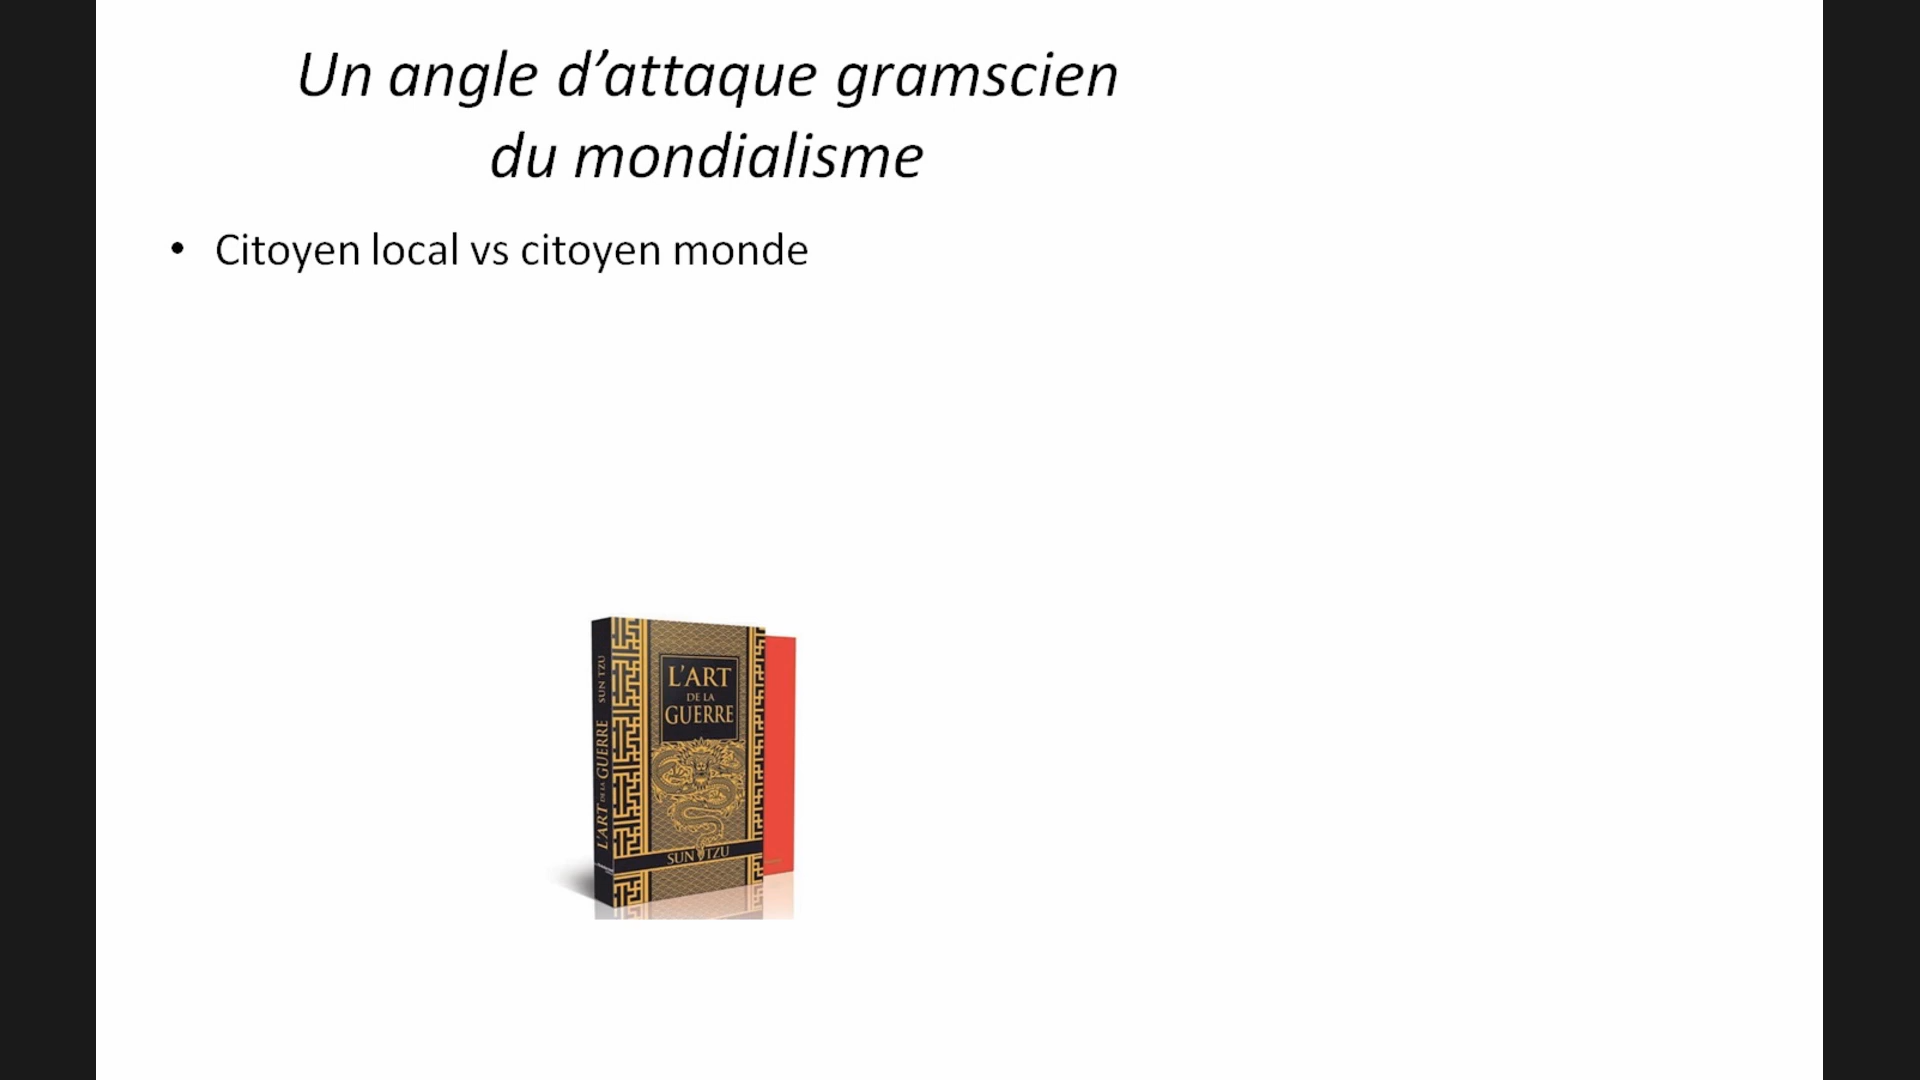 Un angle d’attaque gramscien
du mondialisme
• Citoyen local vs citoyen monde
L’ART
DE LA
GUERRE
SUN TZU
L’ART DE LA GUERRE SUN TZU